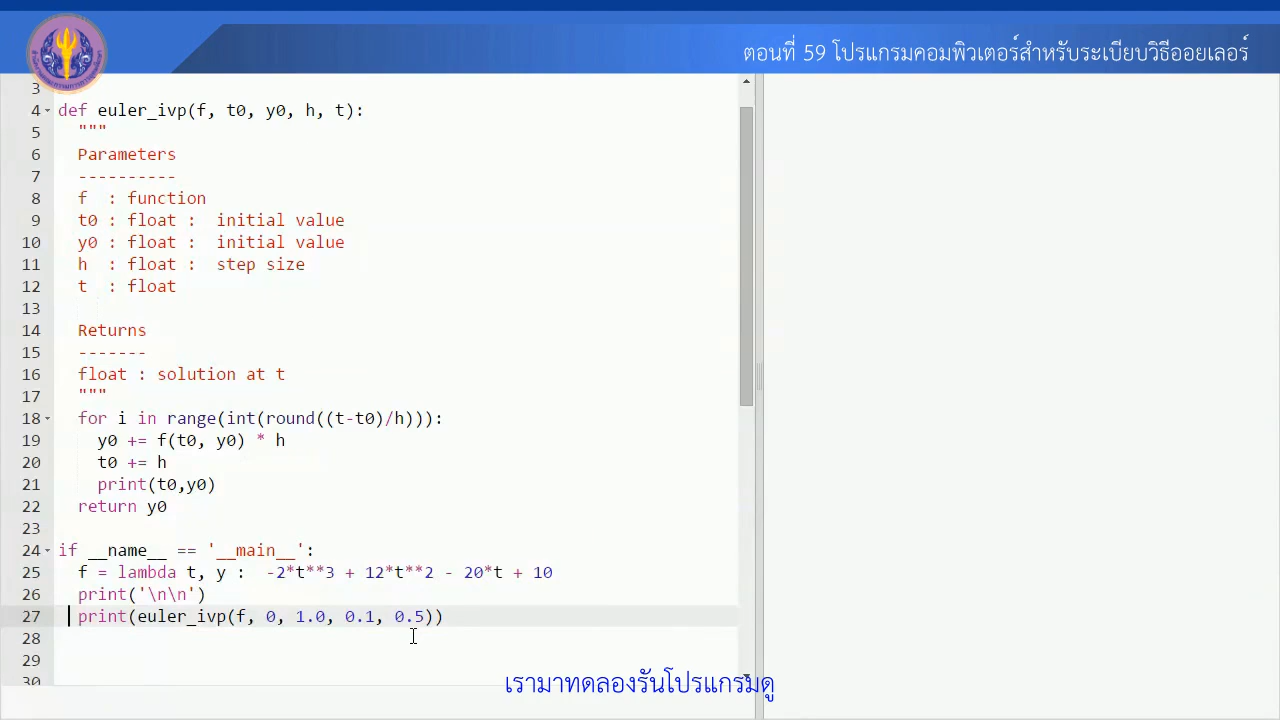 ตอนที่ 59 โปรแกรมคอมพิวเตอร์สำหรับระเบียบวิธีออยเลอร์
3
4 def euler_ivp(f, t0, y0, h, t):
5 """
6 Parameters
7 ----------
8 f : function
9 t0 : float : initial value
10 y0 : float : initial value
11 h : float : step size
12 t : float
13
14 Returns
15 -------
16 float : solution at t
17 """
18 for i in range(int(round((t-t0)/h))):
19 y0 += f(t0, y0) * h
20 t0 += h
21 print(t0,y0)
22 return y0
23
24 if __name__ == '__main__':
25 f = lambda t, y : -2*t**3 + 12*t**2 - 20*t + 10
26 print('\n\n')
27 print(euler_ivp(f, 0, 1.0, 0.1, 0.5))
28
29
30
เรามาทดลองรันโปรแกรมดู